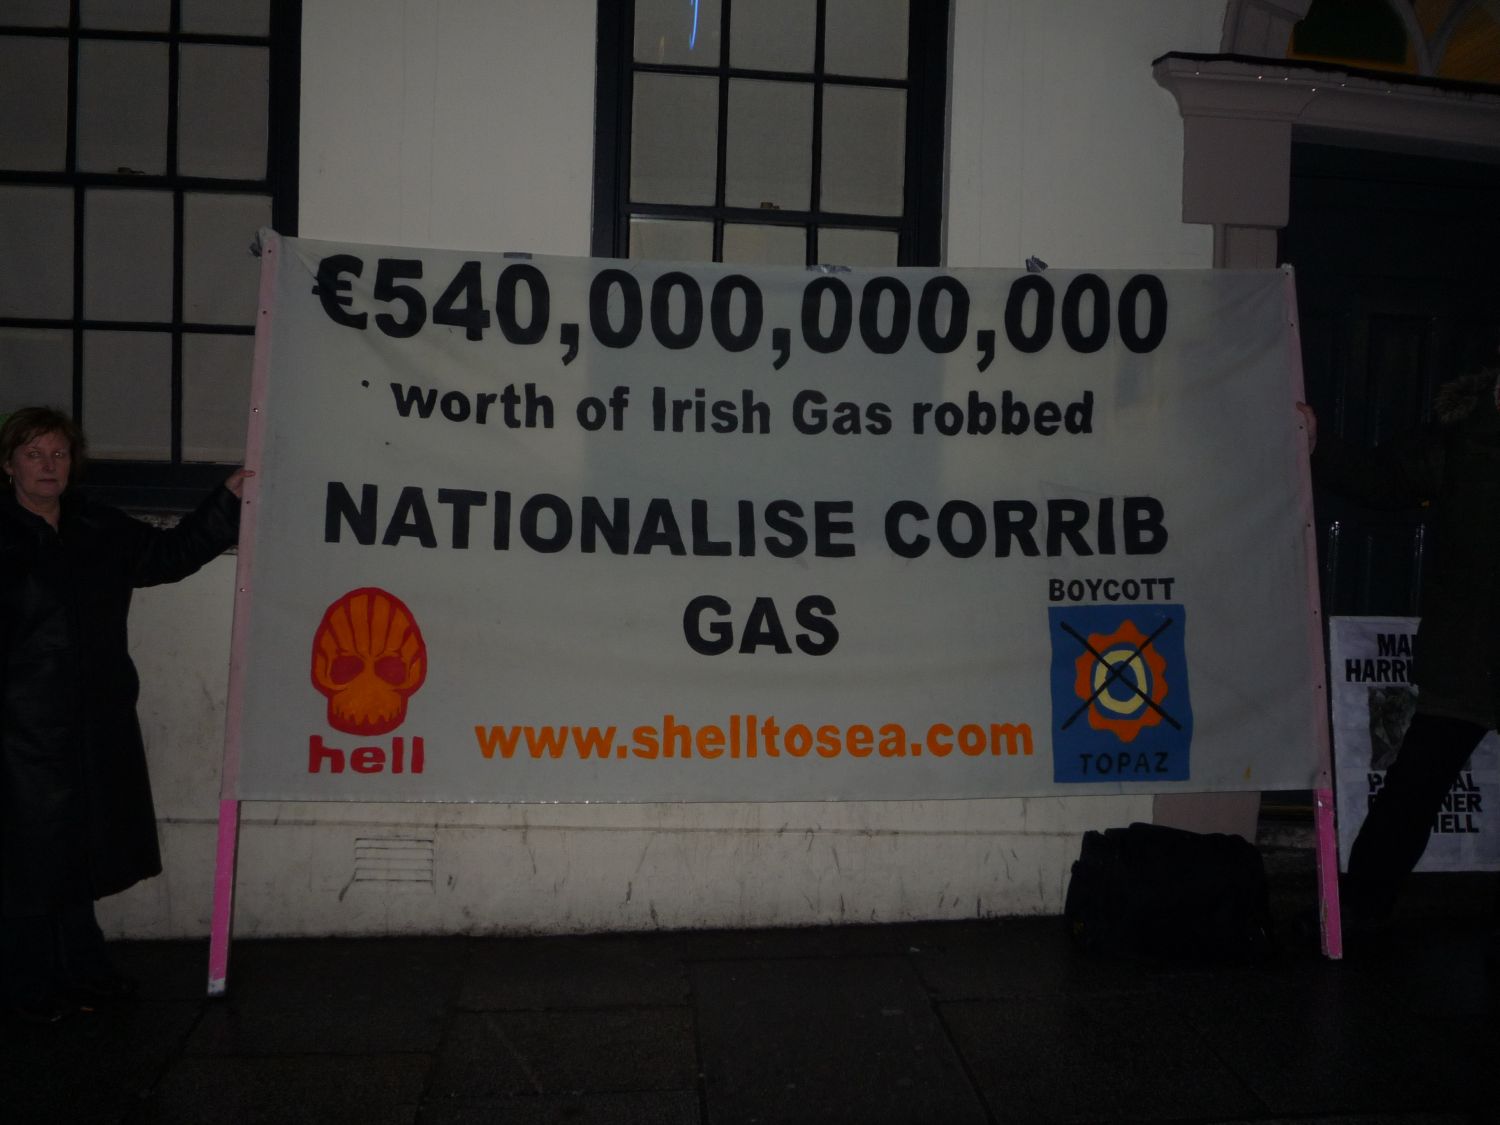 €540,000,000,000
worth of Irish Gas robbed
NATIONALISE CORRIB
GAS
BOYCOTT
TOPAZ
hell
www.shelltosea.com